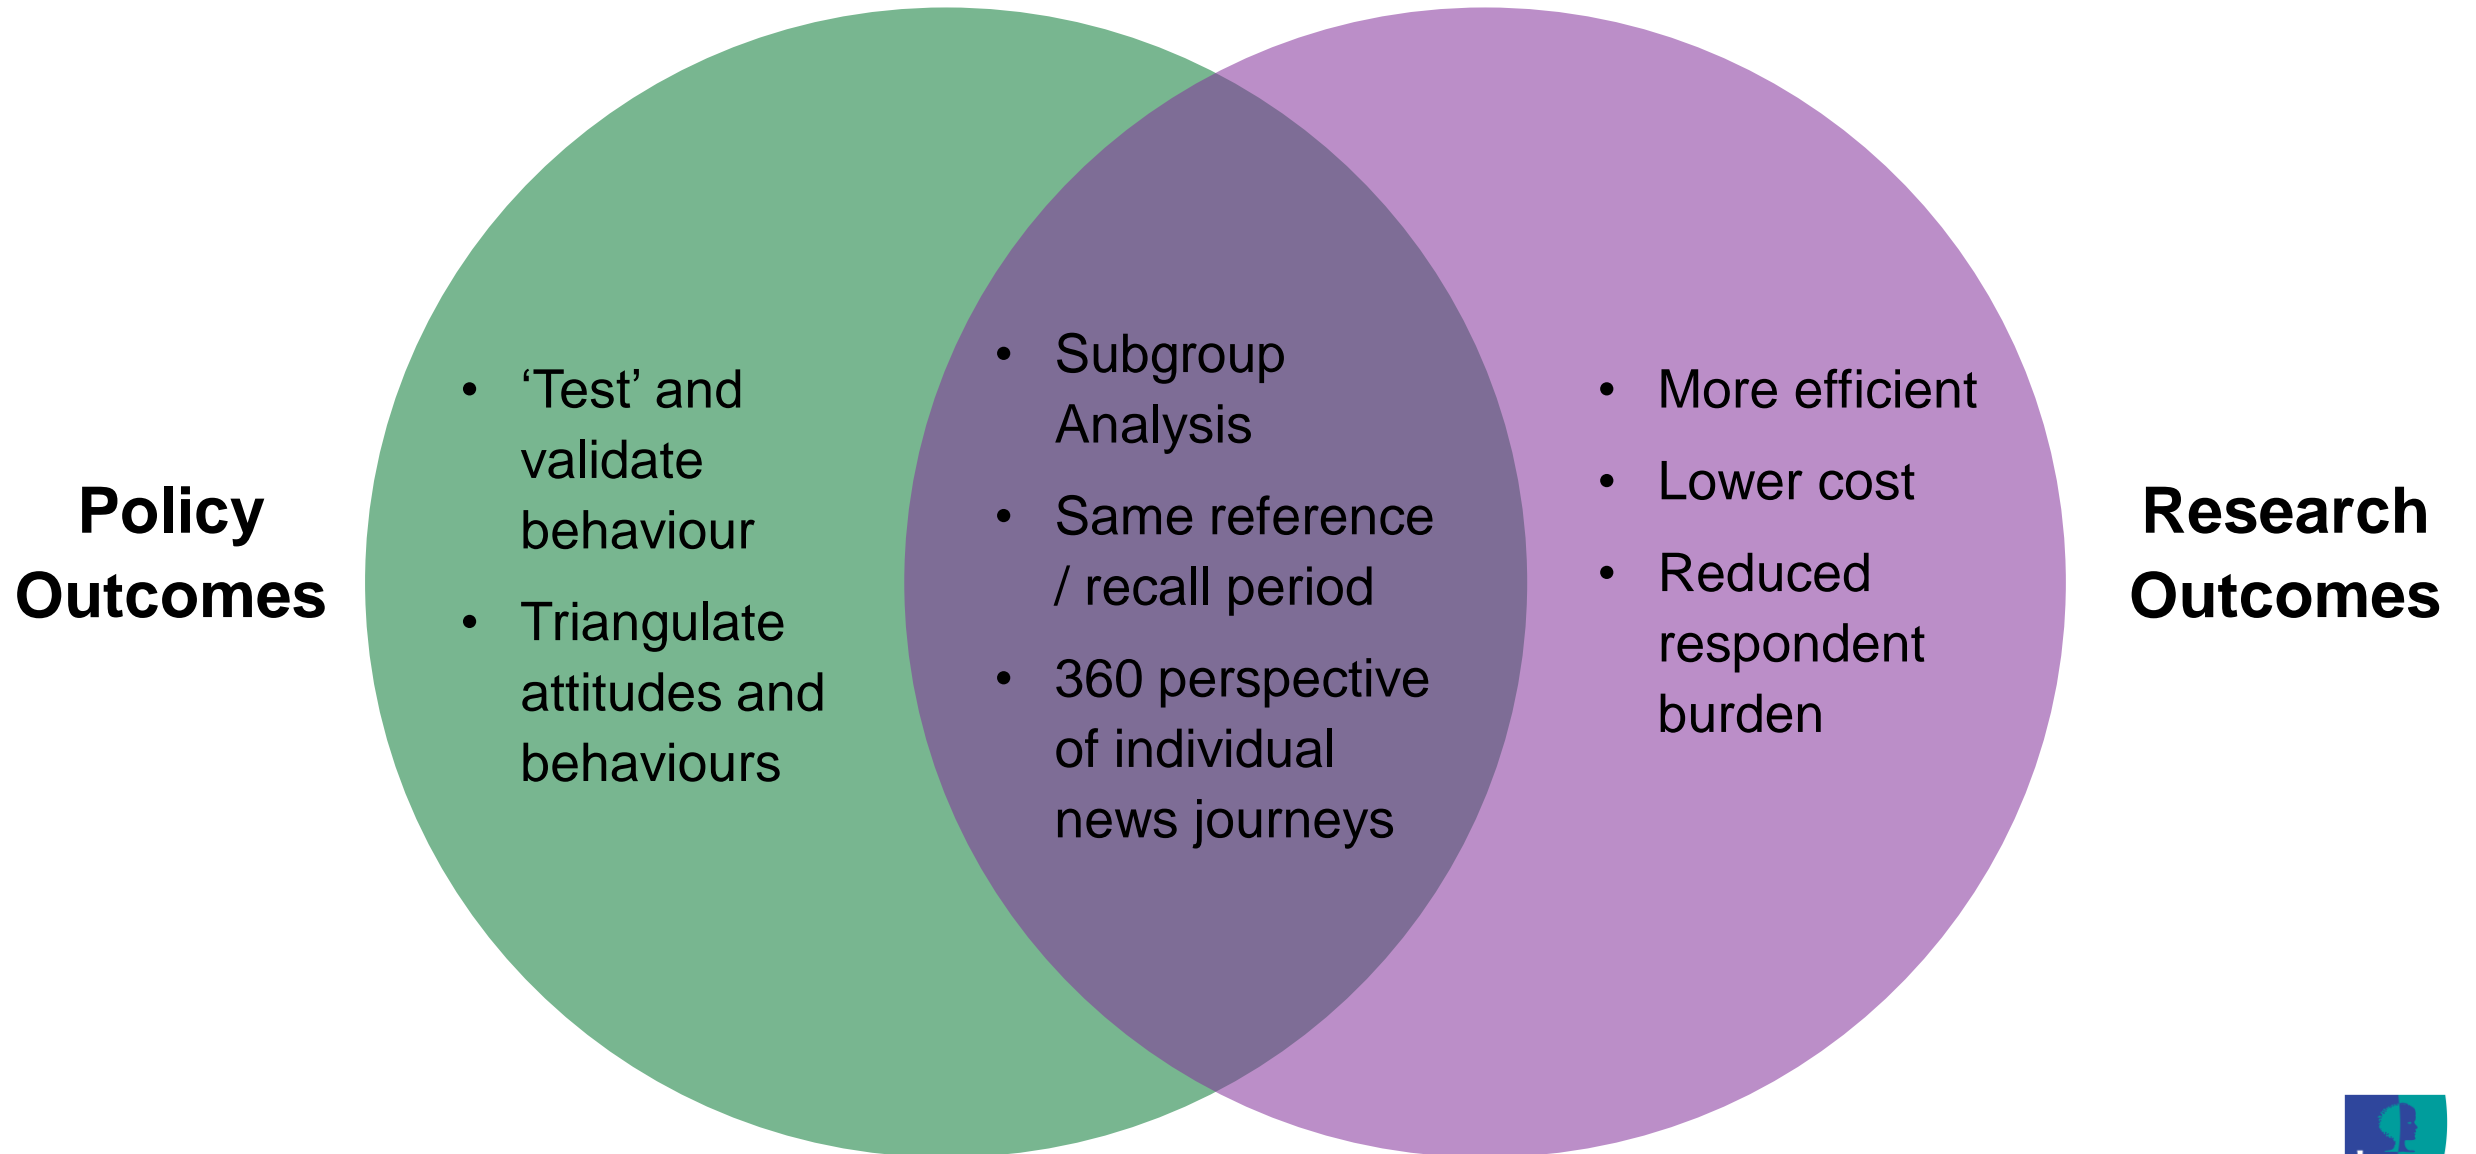 Policy
Outcomes
• ‘Test’ and
validate
behaviour
• Triangulate
attitudes and
behaviours
• Subgroup
Analysis
• Same reference
/ recall period
• 360 perspective
of individual
news journeys
• More efficient
• Lower cost
• Reduced
respondent
burden
Research
Outcomes